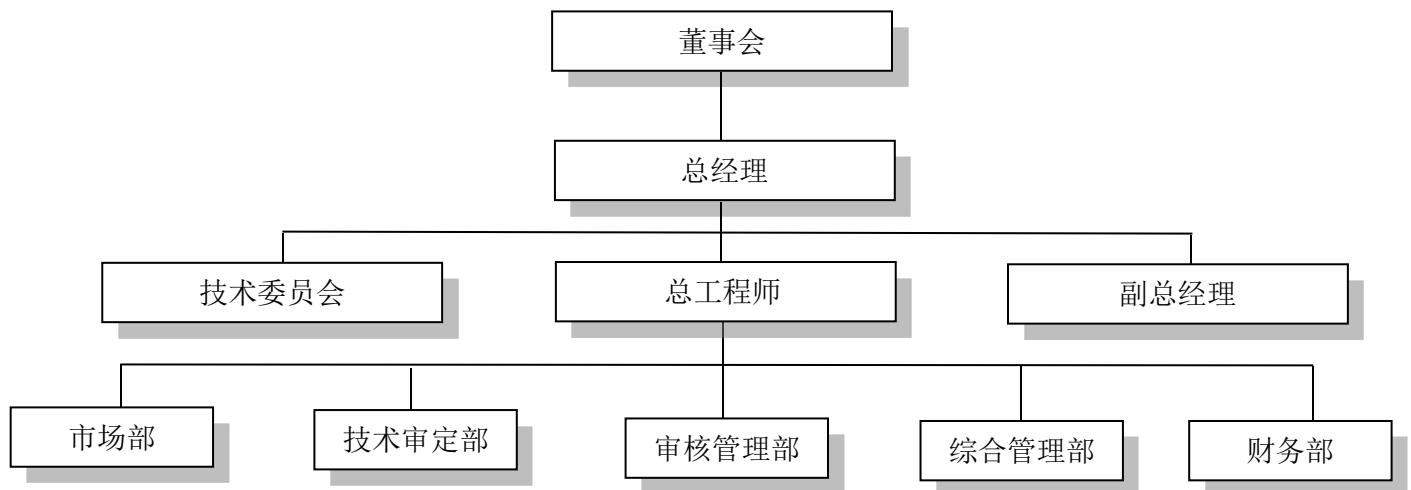 董事会
总经理
技术委员会
总工程师
副总经理
市场部
技术审定部
审核管理部
综合管理部
财务部